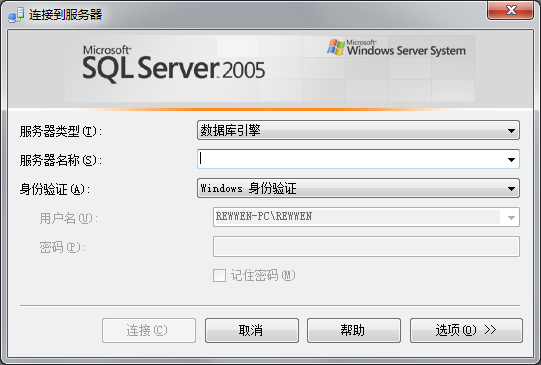 连接到服务器
Microsoft
SQL Server 2005
Microsoft
Windows Server System
服务器类型(T):
数据库引擎
服务器名称(S):
身份验证(A):
Windows 身份验证
用户名(U):
REWWEN-PC\REWWEN
密码(P):
记住密码(M)
连接(C)
取消
帮助
选项(O) >>